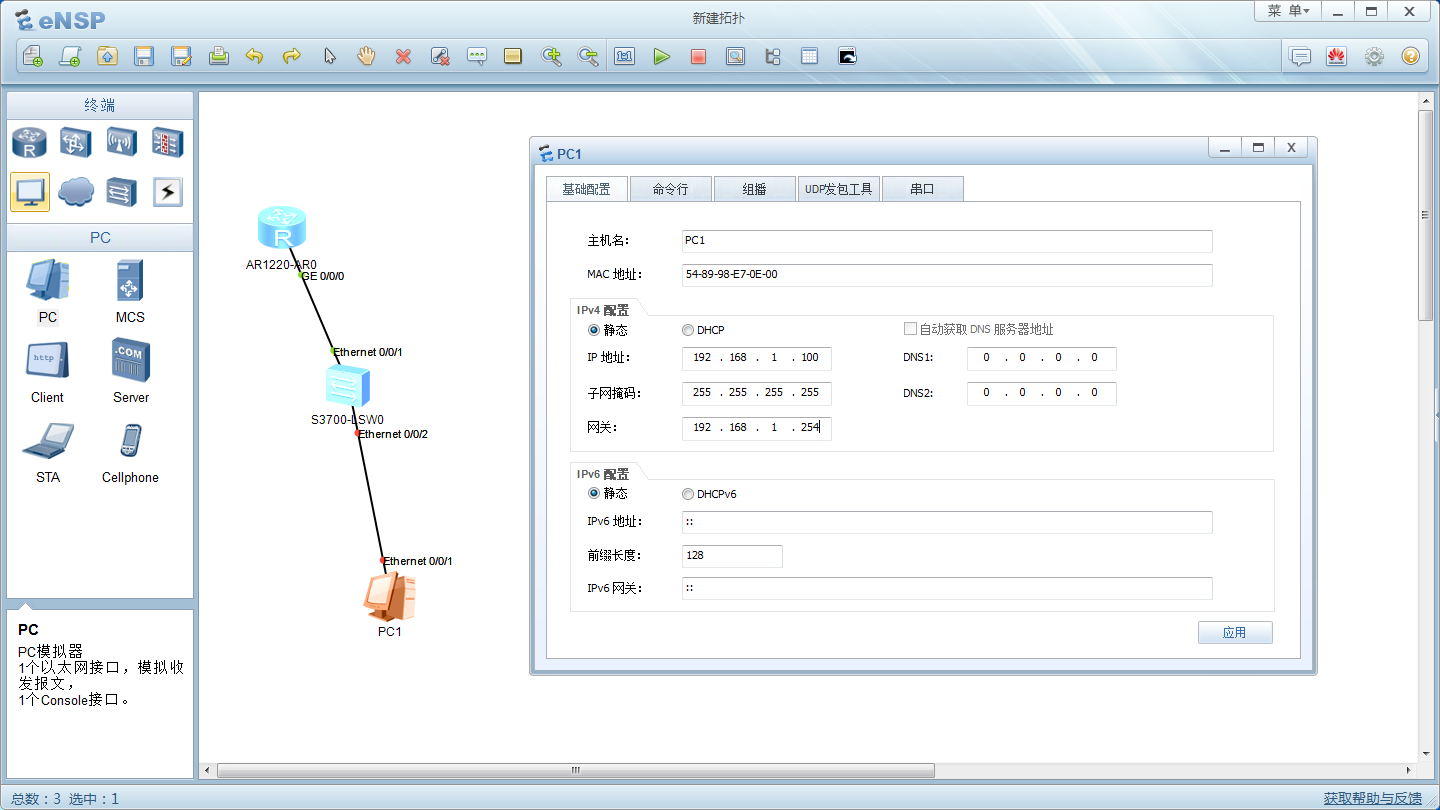 eNSP
新建拓扑
菜 单
1:1
终端
R
PC
PC
MCS
http
.COM
Client
Server
STA
Cellphone
PC
PC模拟器
1个以太网接口，模拟收
发报文，
1个Console接口。
R
AR1220-AR0
GE 0/0/0
Ethernet 0/0/1
S3700-LSW0
Ethernet 0/0/2
Ethernet 0/0/1
PC1
PC1
基础配置
命令行
组播
UDP发包工具
串口
主机名： PC1
MAC 地址： 54-89-98-E7-0E-00
IPv4 配置
静态 DHCP 自动获取 DNS 服务器地址
IP 地址： 192 . 168 . 1 . 100 DNS1: 0 . 0 . 0 . 0
子网掩码： 255 . 255 . 255 . 255 DNS2: 0 . 0 . 0 . 0
网关： 192 . 168 . 1 . 254
IPv6 配置
静态 DHCPv6
IPv6 地址： ::
前缀长度： 128
IPv6 网关： ::
应用
总数：3 选中：1
获取帮助与反馈